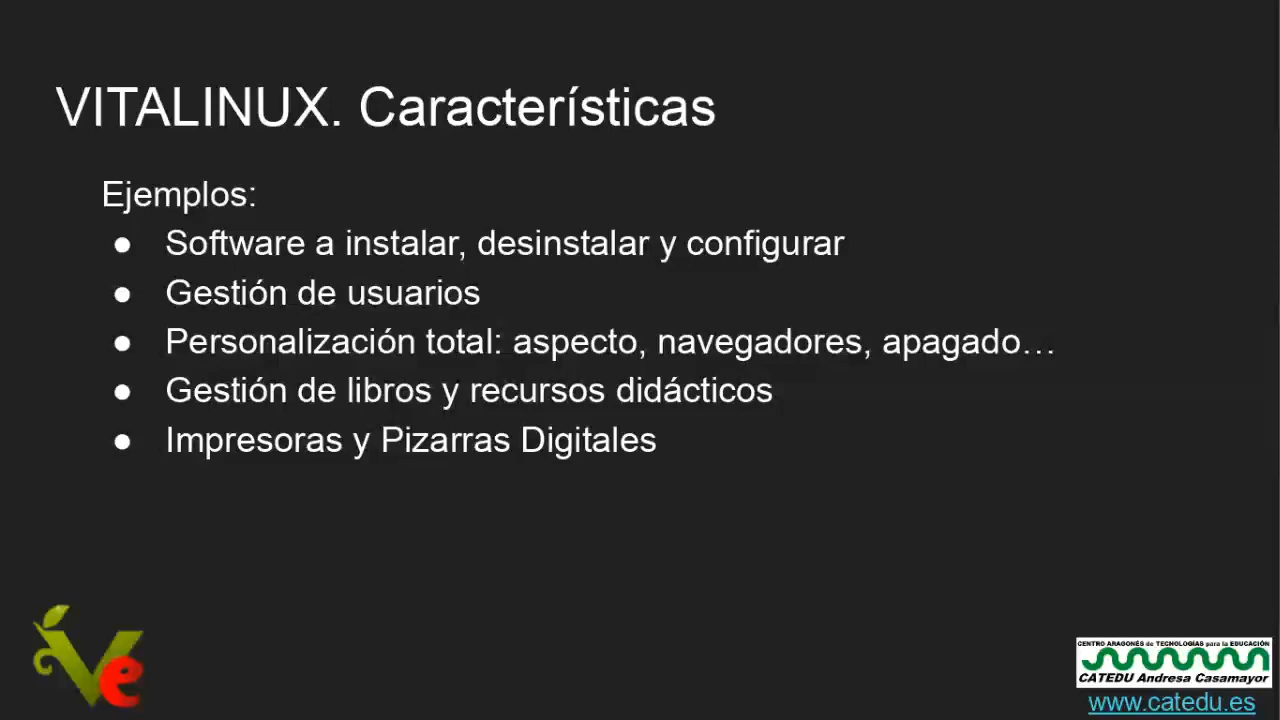 VITALINUX. Características
Ejemplos:
● Software a instalar, desinstalar y configurar
● Gestión de usuarios
● Personalización total: aspecto, navegadores, apagado…
● Gestión de libros y recursos didácticos
● Impresoras y Pizarras Digitales
Ve
CENTRO ARAGONÉS de TECNOLOGÍAS para la EDUCACIÓN
CATEDU Andresa Casamayor
www.catedu.es